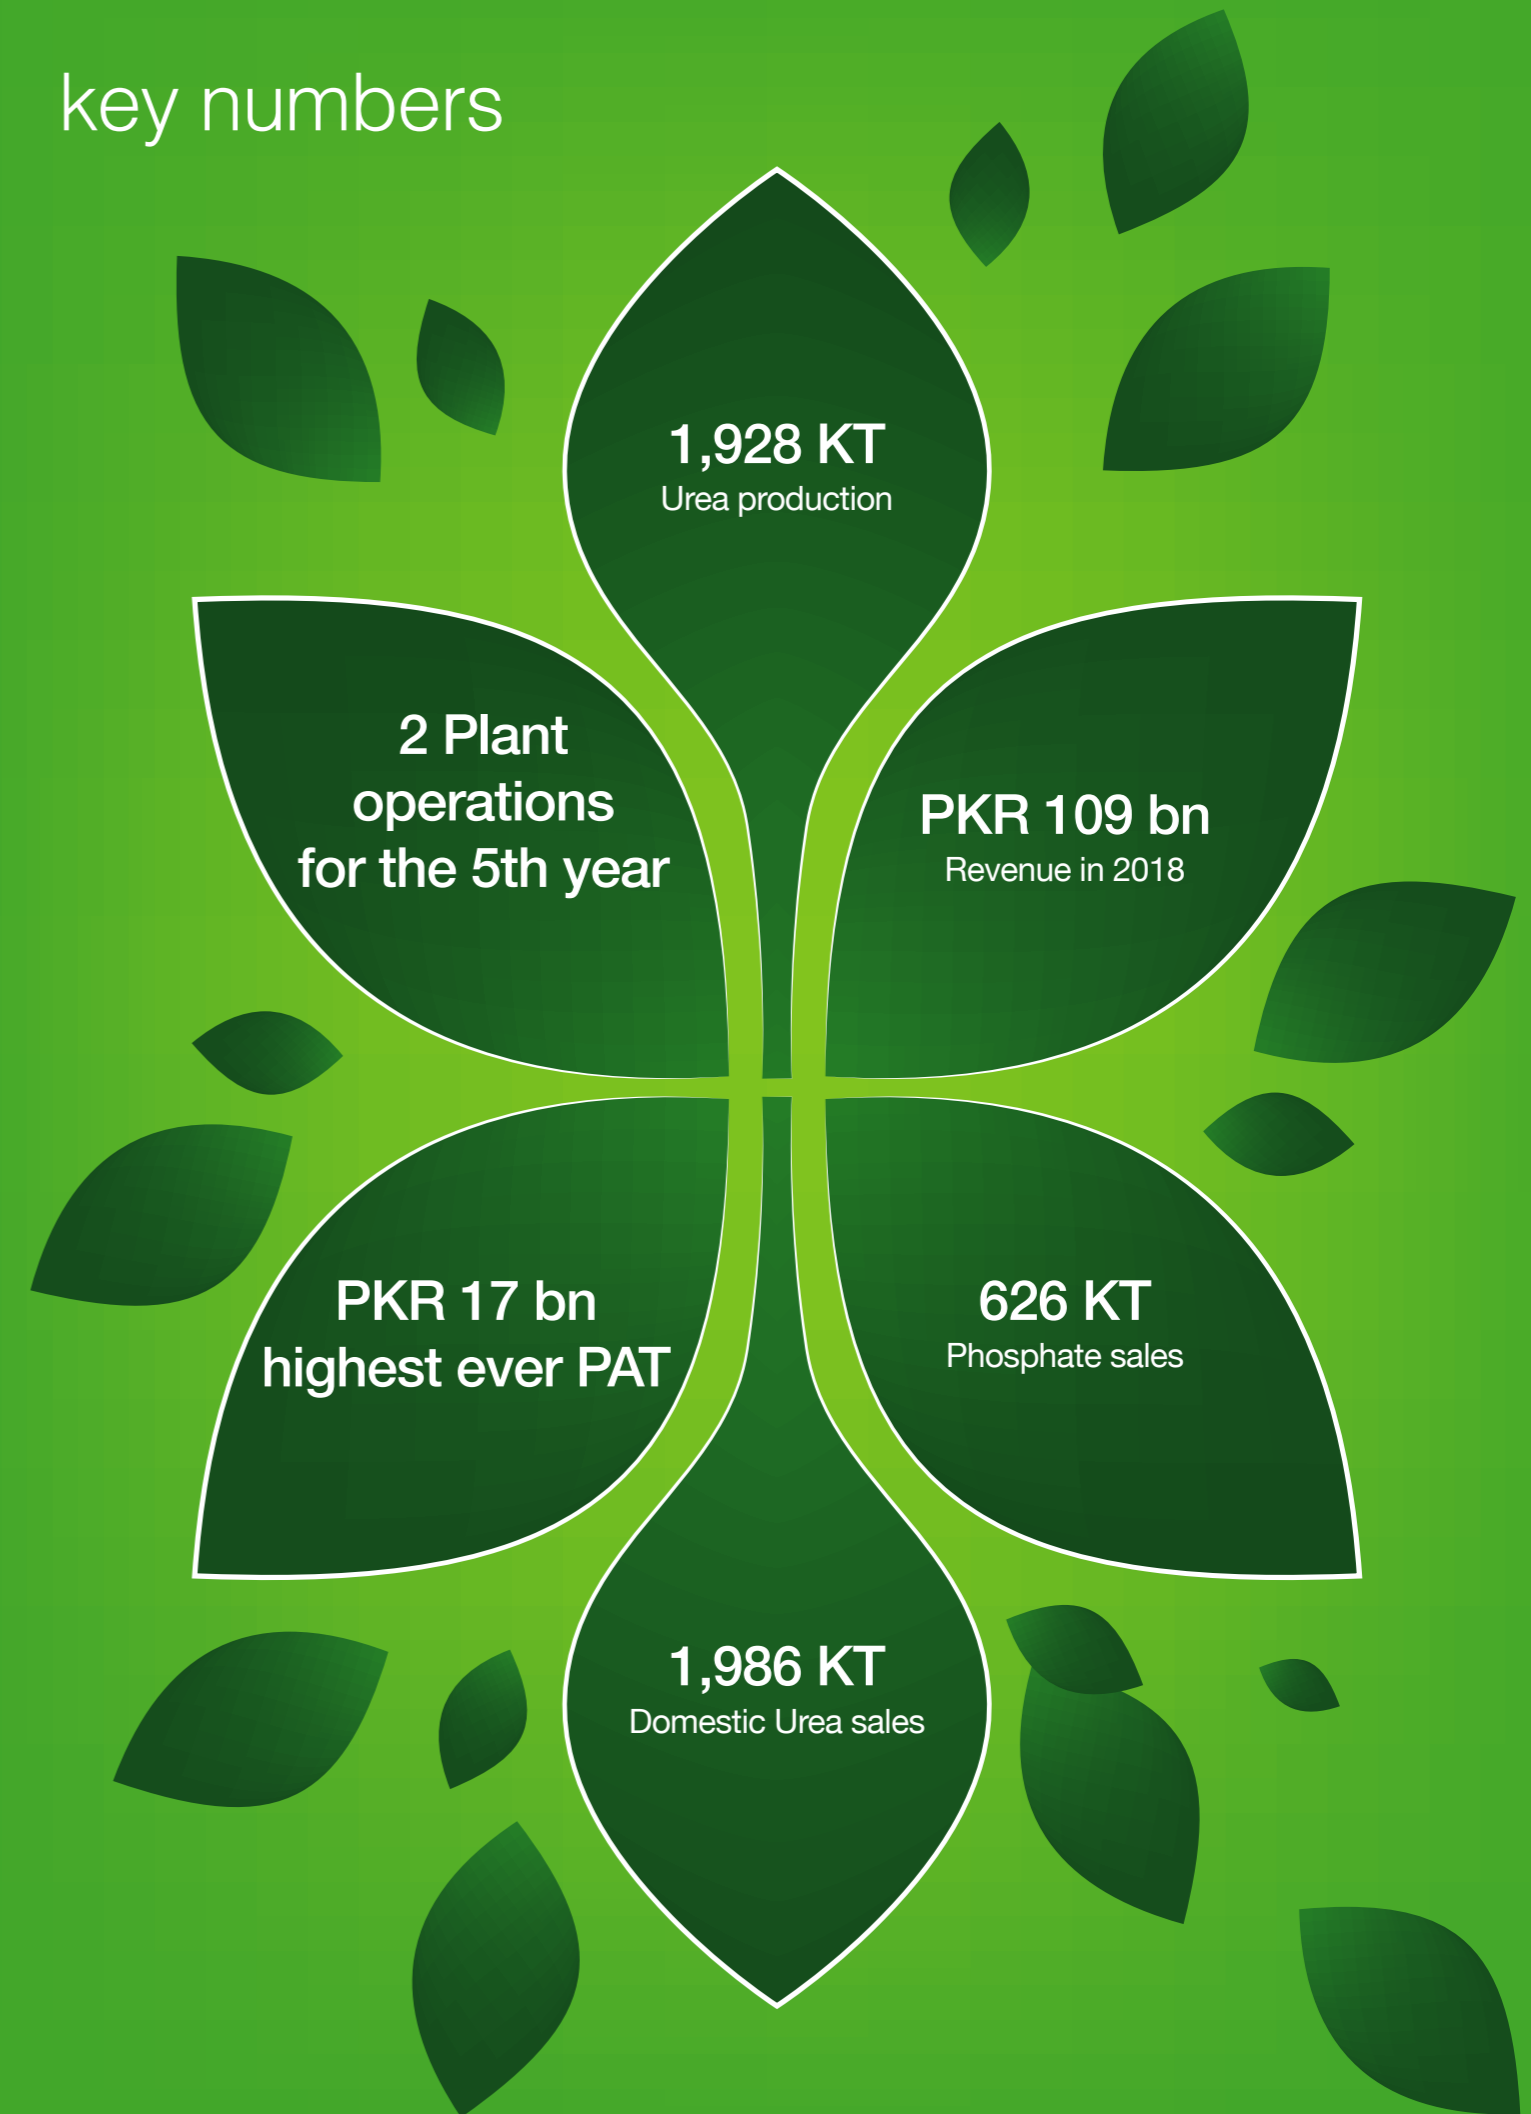 key numbers
1,928 KT
Urea production
2 Plant
operations
for the 5th year
PKR 109 bn
Revenue in 2018
PKR 17 bn
highest ever PAT
626 KT
Phosphate sales
1,986 KT
Domestic Urea sales